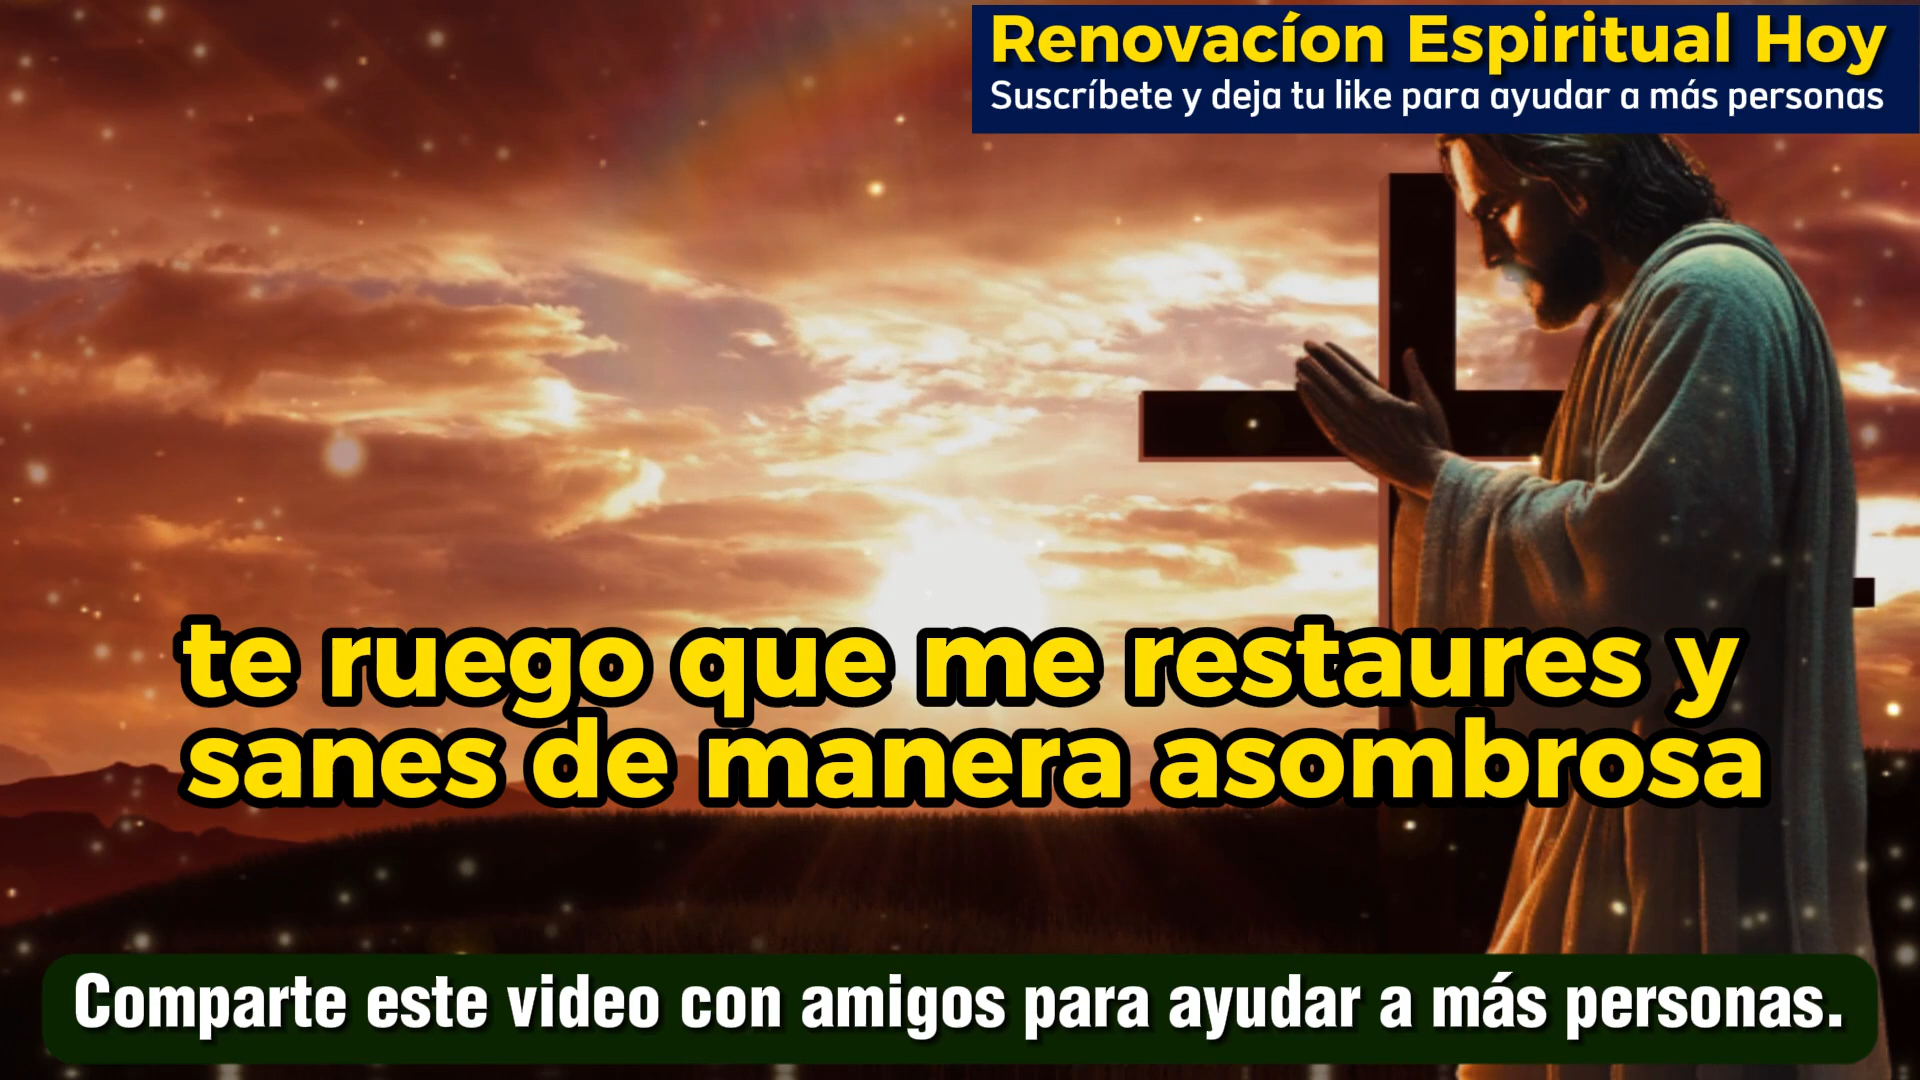 Renovacíon Espiritual Hoy
Suscríbete y deja tu like para ayudar a más personas
te ruego que me restaures y
sanes de manera asombrosa
Comparte este video con amigos para ayudar a más personas.